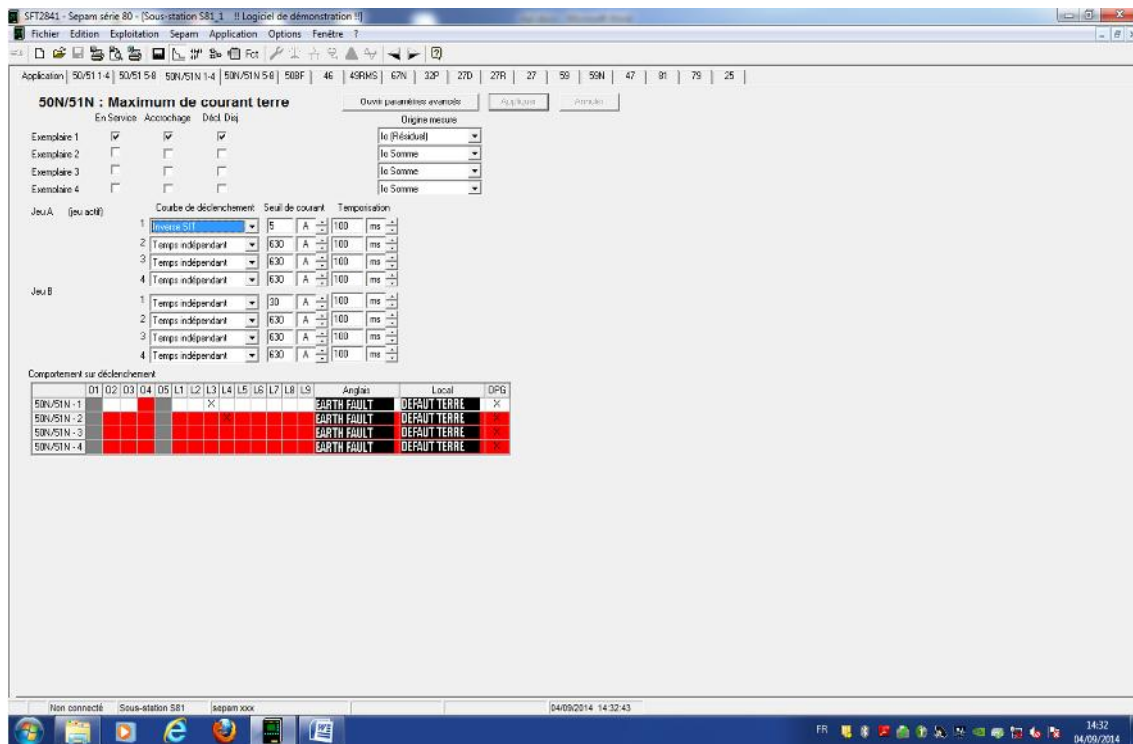 SFT2841 - Sepam série 80 - (Sous-station S81_1 !! Logiciel de démonstration !!)
Fichier Edition Exploitation Sepam Application Options Fenêtre ?
Application 50/51 1-4 50/51 5-8 50N/51N 1-4 50N/51N 5-8 50BF 46 49RMS 67N 32P 27D 27R 27 59 59N 47 81 79 25
50N/51N : Maximum de courant terre Ouvrir paramètres avancés Appliquer Annuler
En Service Accrochage Décl. Disj. Origine mesure
Exemplaire 1 Io (Résiduel)
Exemplaire 2 Io Somme
Exemplaire 3 Io Somme
Exemplaire 4 Io Somme
Jeu A (jeu actif) Courbe de déclenchement Seuil de courant Temporisation
1 Inverse SIT 5 A 100 ms
2 Temps indépendant 630 A 100 ms
3 Temps indépendant 630 A 100 ms
4 Temps indépendant 630 A 100 ms
Jeu B
1 Temps indépendant 30 A 100 ms
2 Temps indépendant 630 A 100 ms
3 Temps indépendant 630 A 100 ms
4 Temps indépendant 630 A 100 ms
Comportement sur déclenchement
O1 O2 O3 O4 O5 L1 L2 L3 L4 L5 L6 L7 L8 L9 Anglais Local OPG
50N/51N - 1 X EARTH FAULT DEFAUT TERRE X
50N/51N - 2 X EARTH FAULT DEFAUT TERRE X
50N/51N - 3 EARTH FAULT DEFAUT TERRE X
50N/51N - 4 EARTH FAULT DEFAUT TERRE X
Non connecté Sous-station S81 sepam xxx 04/09/2014 14:32:43
FR 14:32
04/09/2014